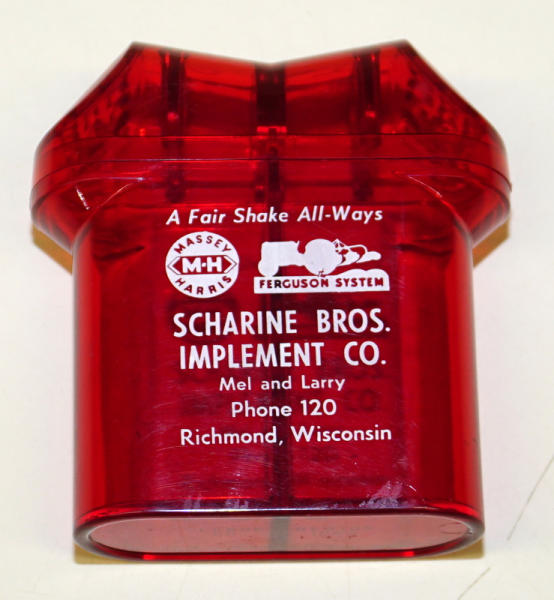 A Fair Shake All-Ways
MASSEY
M-H
HARRIS
FERGUSON SYSTEM
SCHARINE BROS.
IMPLEMENT CO.
Mel and Larry
Phone 120
Richmond, Wisconsin